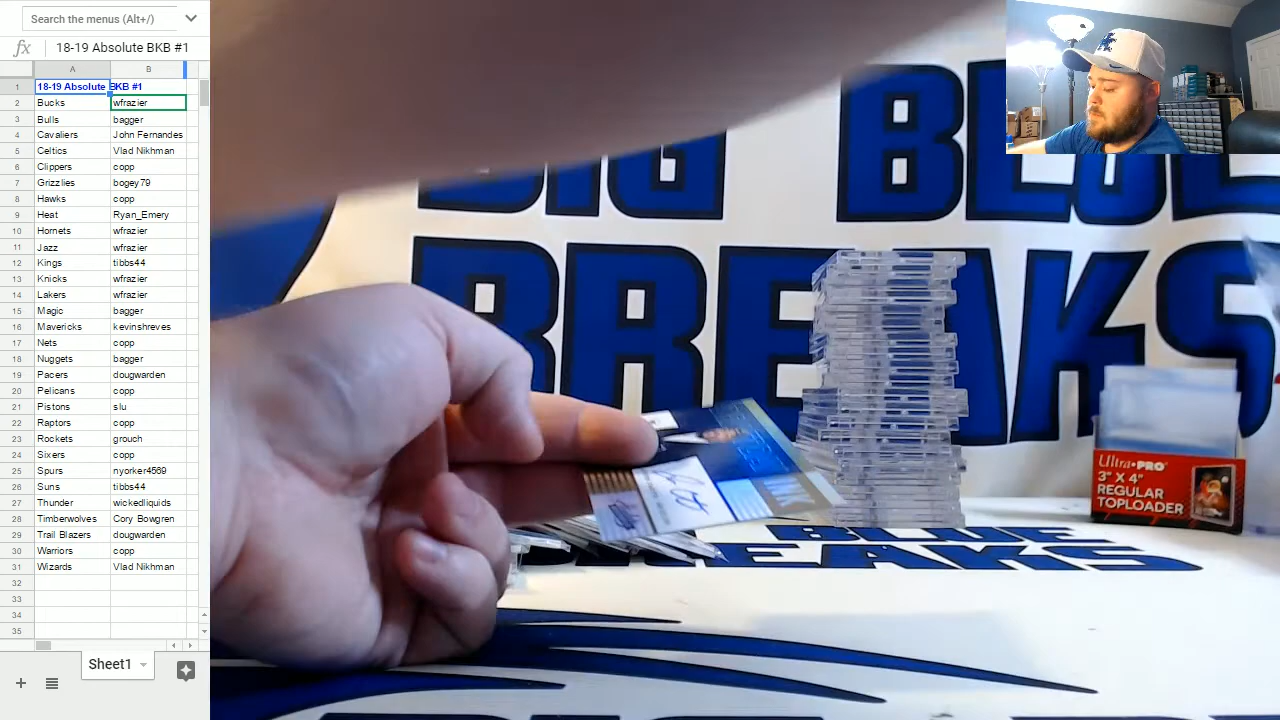 Search the menus (Alt+/)
fx 18-19 Absolute BKB #1
A B
1 18-19 Absolute BKB #1
2 Bucks wfrazier
3 Bulls bagger
4 Cavaliers John Fernandes
5 Celtics Vlad Nikhman
6 Clippers copp
7 Grizzlies bogey79
8 Hawks copp
9 Heat Ryan_Emery
10 Hornets wfrazier
11 Jazz wfrazier
12 Kings tibbs44
13 Knicks wfrazier
14 Lakers wfrazier
15 Magic bagger
16 Mavericks kevinshreves
17 Nets copp
18 Nuggets bagger
19 Pacers dougwarden
20 Pelicans copp
21 Pistons slu
22 Raptors copp
23 Rockets grouch
24 Sixers copp
25 Spurs nyorker4569
26 Suns tibbs44
27 Thunder wickedliquids
28 Timberwolves Cory Bowgren
29 Trail Blazers dougwarden
30 Warriors copp
31 Wizards Vlad Nikhman
32
33
34
35
Sheet1
BIG BLUE
BREAKS
BLUE
BREAKS
Ultra·PRO
3" X 4"
REGULAR
TOPLOADER